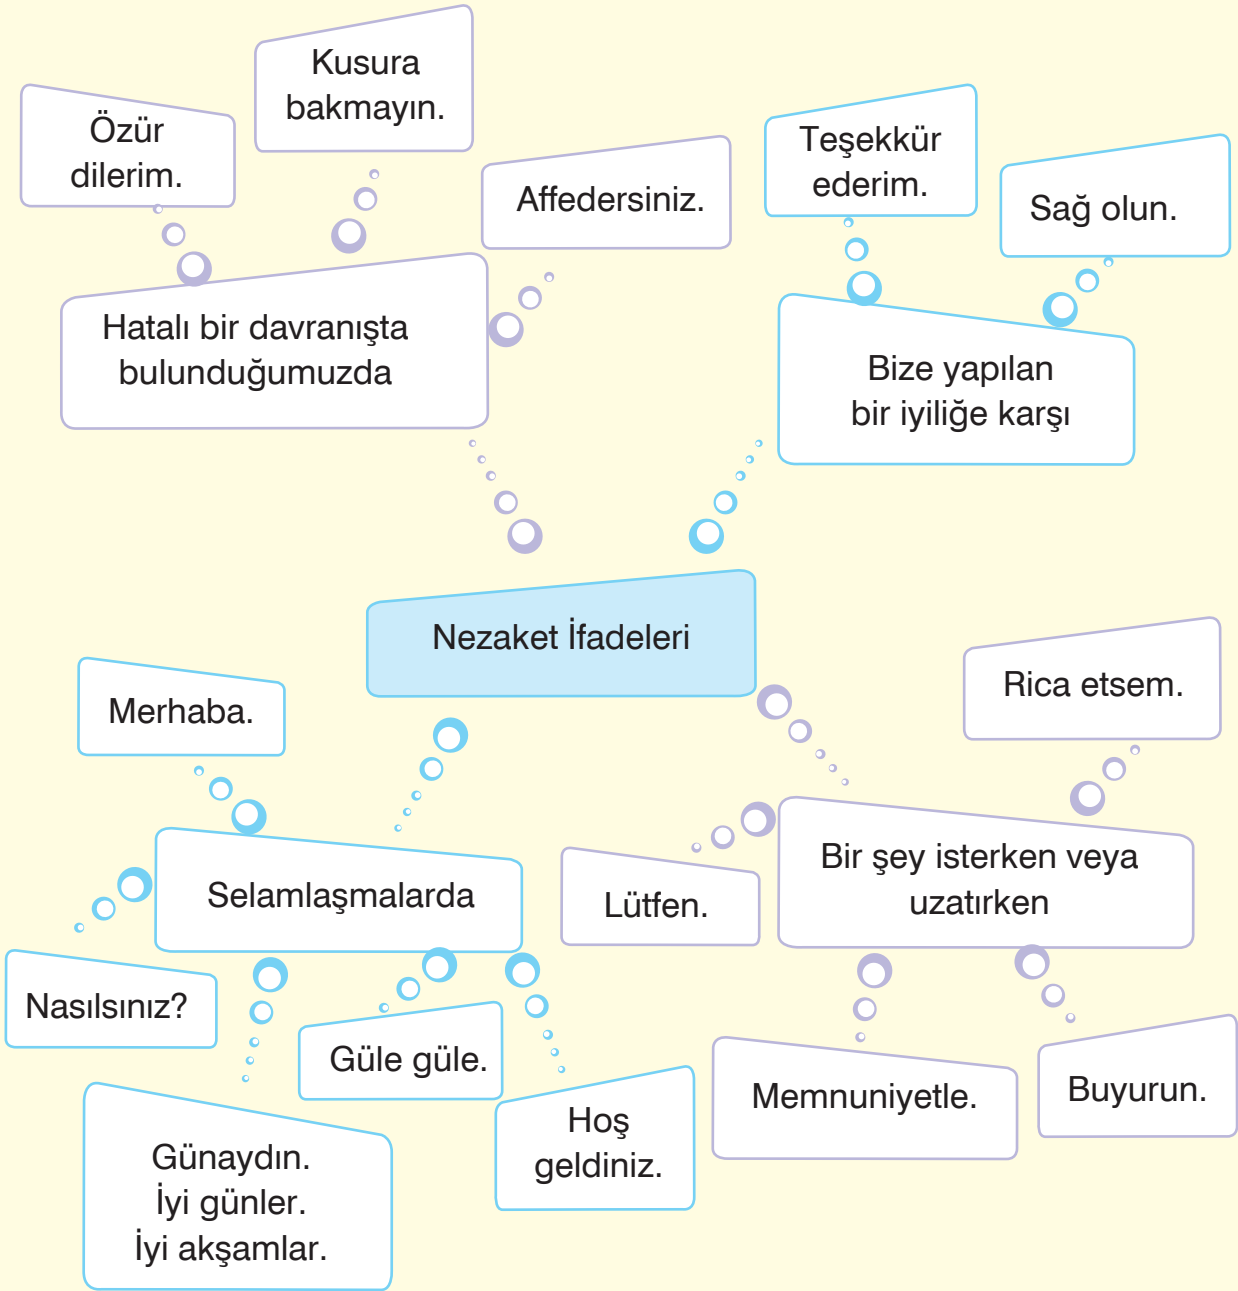 Kusura
bakmayın.
Özür
dilerim.
Affedersiniz.
Hatalı bir davranışta
bulunduğumuzda
Teşekkür
ederim.
Sağ olun.
Bize yapılan
bir iyiliğe karşı
Nezaket İfadeleri
Merhaba.
Selamlaşmalarda
Nasılsınız?
Güle güle.
Günaydın.
İyi günler.
İyi akşamlar.
Hoş
geldiniz.
Rica etsem.
Bir şey isterken veya
uzatırken
Lütfen.
Memnuniyetle.
Buyurun.